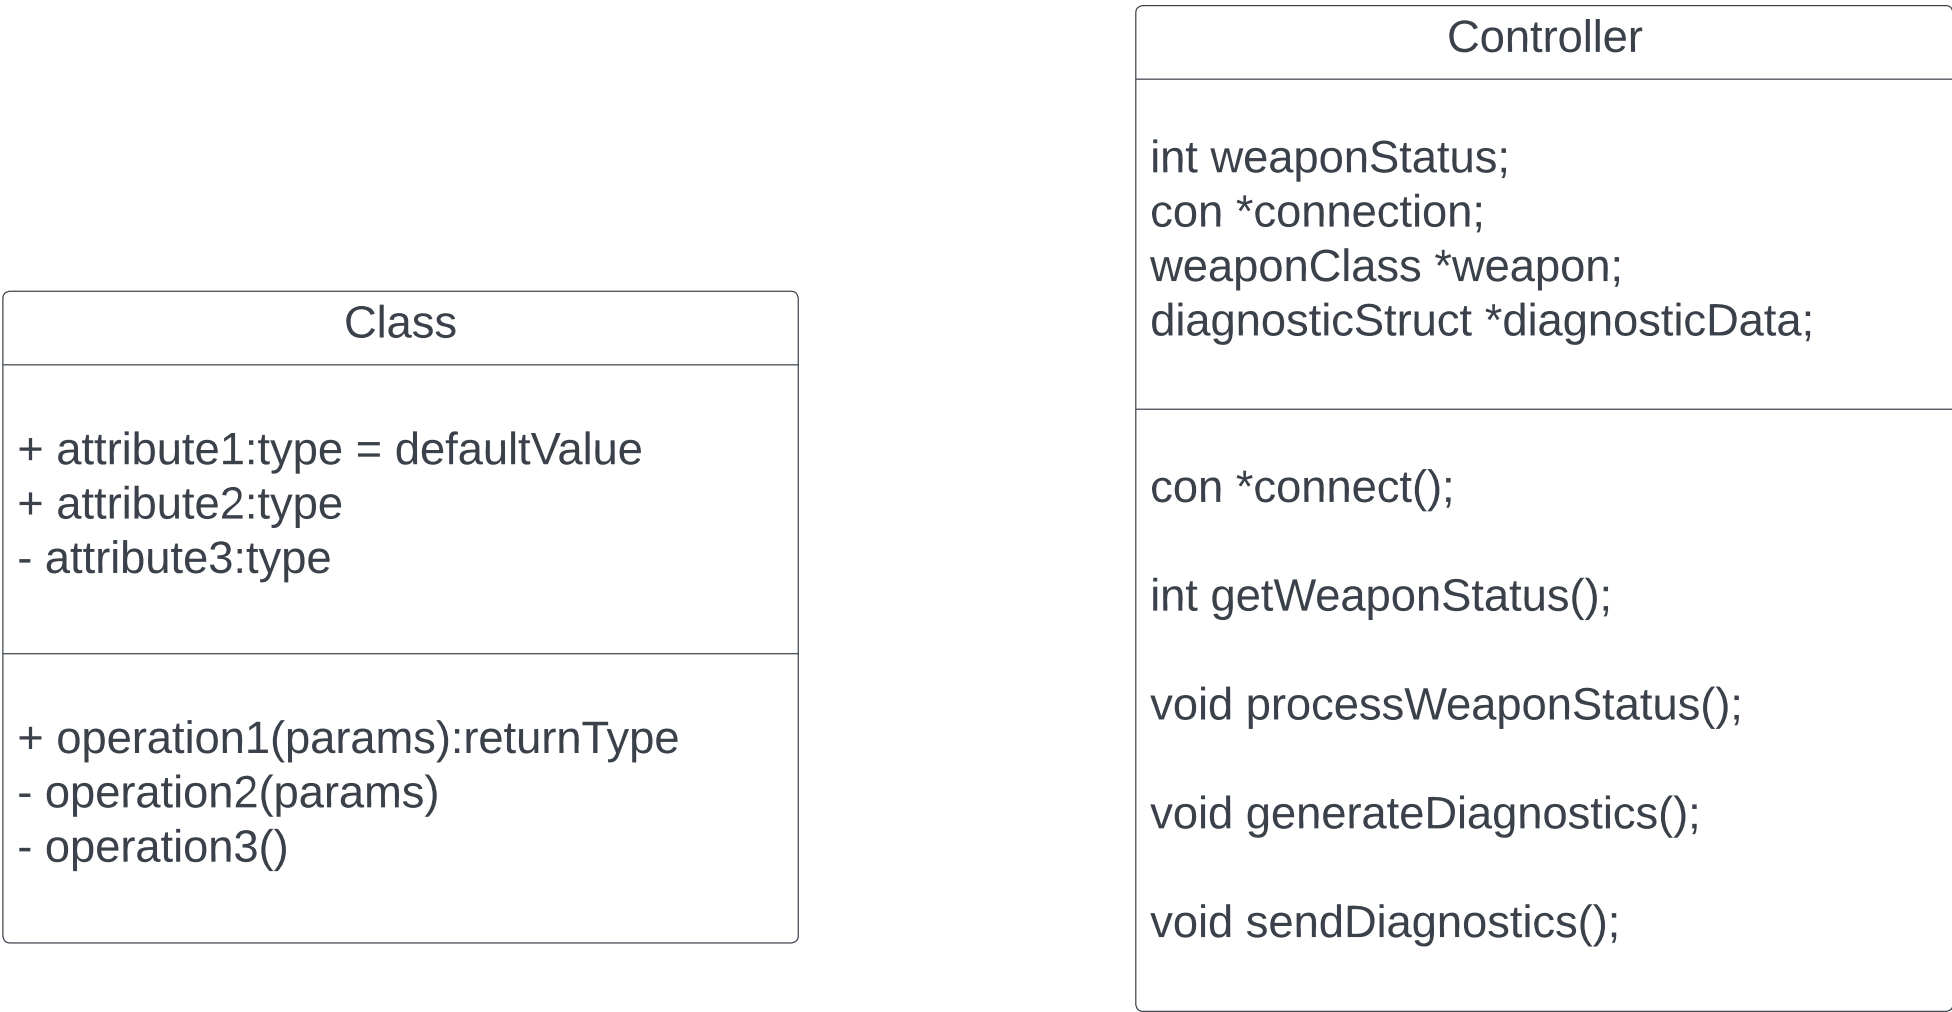 Class
+ attribute1:type = defaultValue
+ attribute2:type
- attribute3:type
+ operation1(params):returnType
- operation2(params)
- operation3()
Controller
int weaponStatus;
con *connection;
weaponClass *weapon;
diagnosticStruct *diagnosticData;
con *connect();
int getWeaponStatus();
void processWeaponStatus();
void generateDiagnostics();
void sendDiagnostics();